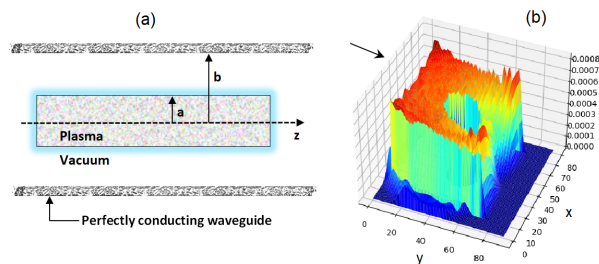 (a)
b
a
z
Plasma
Vacuum
Perfectly conducting waveguide
(b)
0.0008
0.0007
0.0006
0.0005
0.0004
0.0003
0.0002
0.0001
0.0000
80
70
60
50
40
30
20
10
0
x
0
20
40
60
80
y